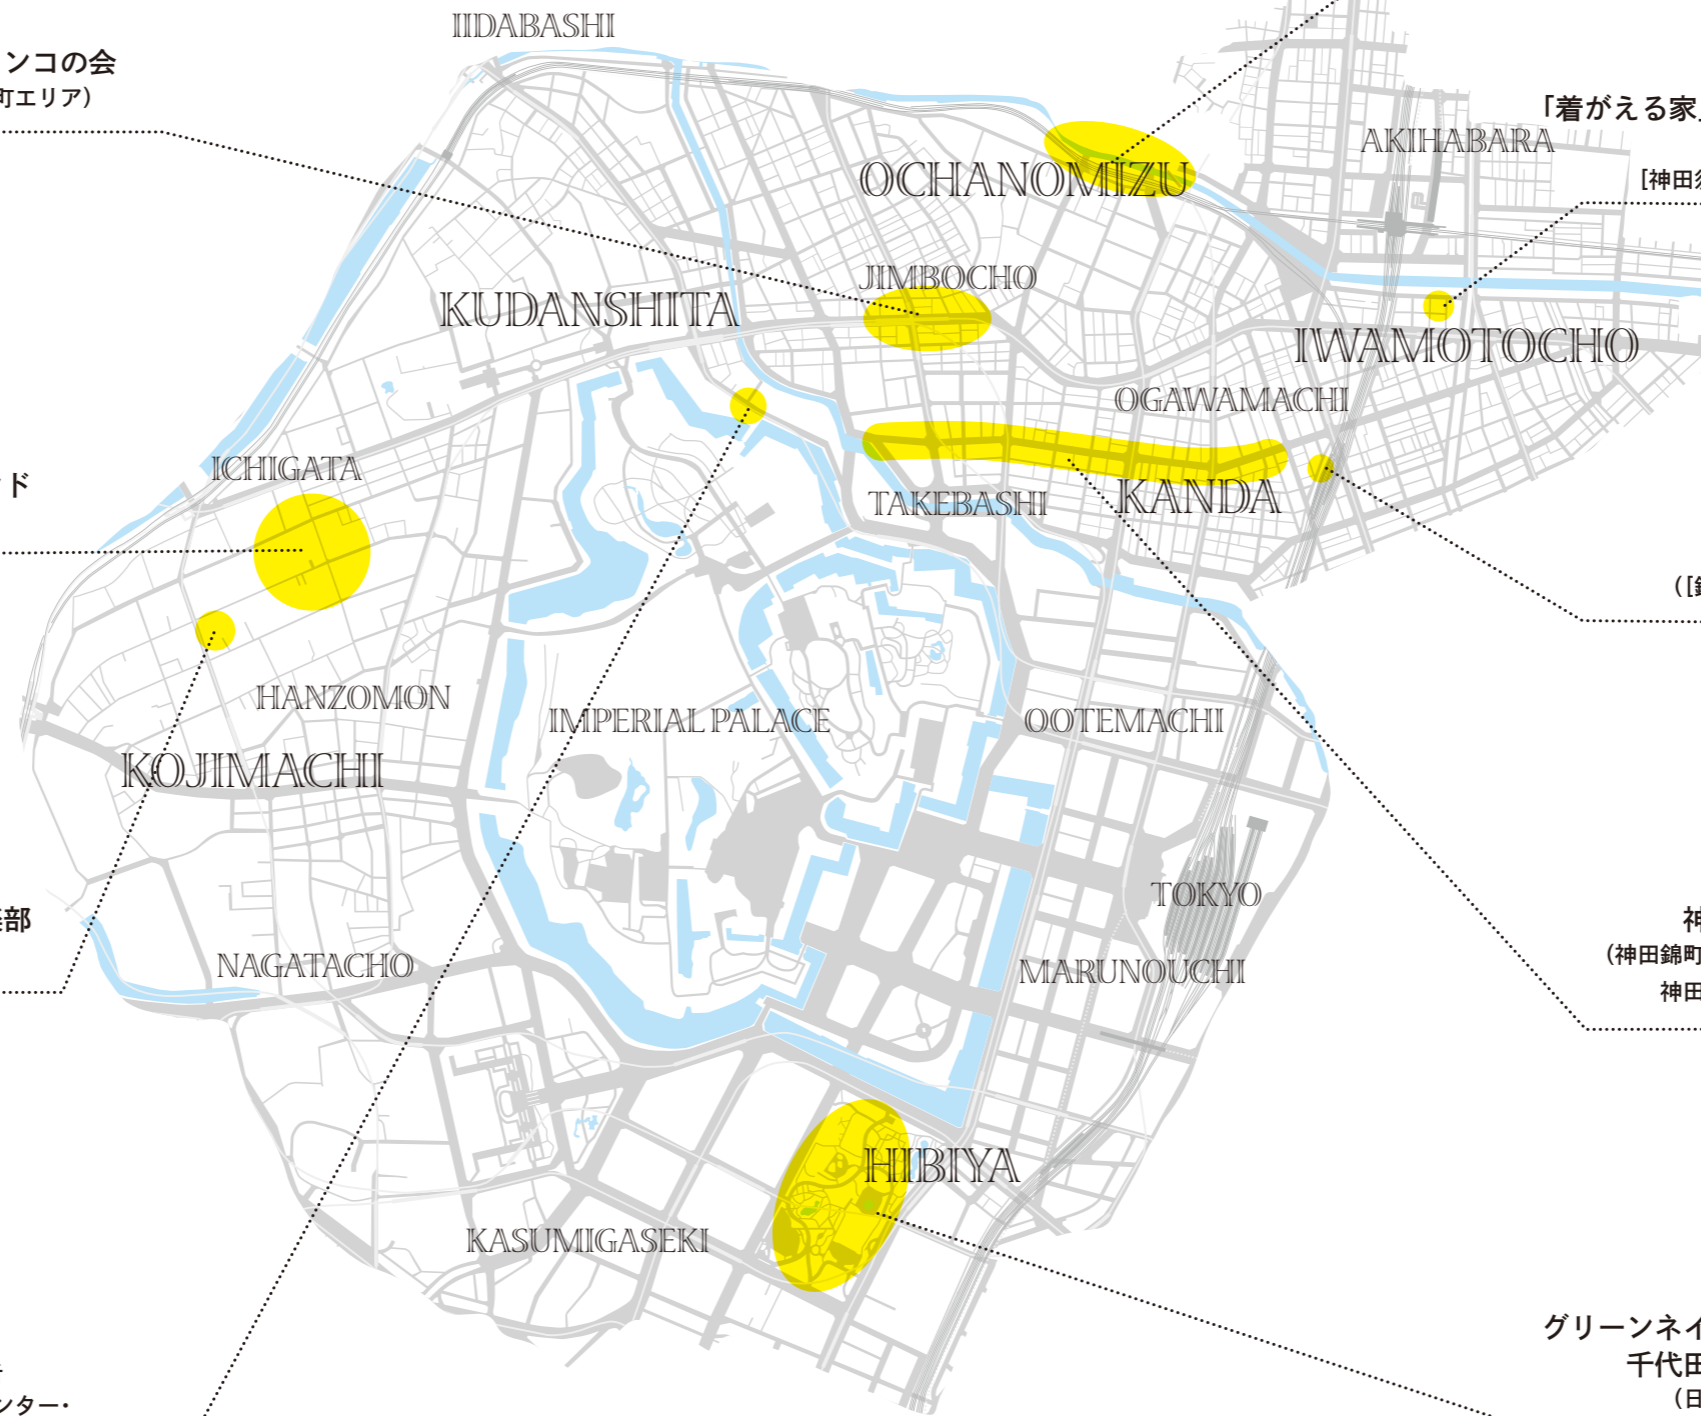 IIDABASHI
ンコの会
町エリア）
「着がえる家
AKIHABARA
OCHANOMIZU
[神田
JIMBOCHO
KUDANSHITA
IWAMOTOCHO
OGAWAMACHI
ICHIGATA
ド
TAKEBASHI
KANDA
HANZOMON
IMPERIAL PALACE
OOTEMACHI
KOJIMACHI
TOKYO
部
（神田錦町
NAGATACHO
MARUNOUCHI
神田
HIBIYA
KASUMIGASEKI
グリーンネイ
千代田
（日
ンター・